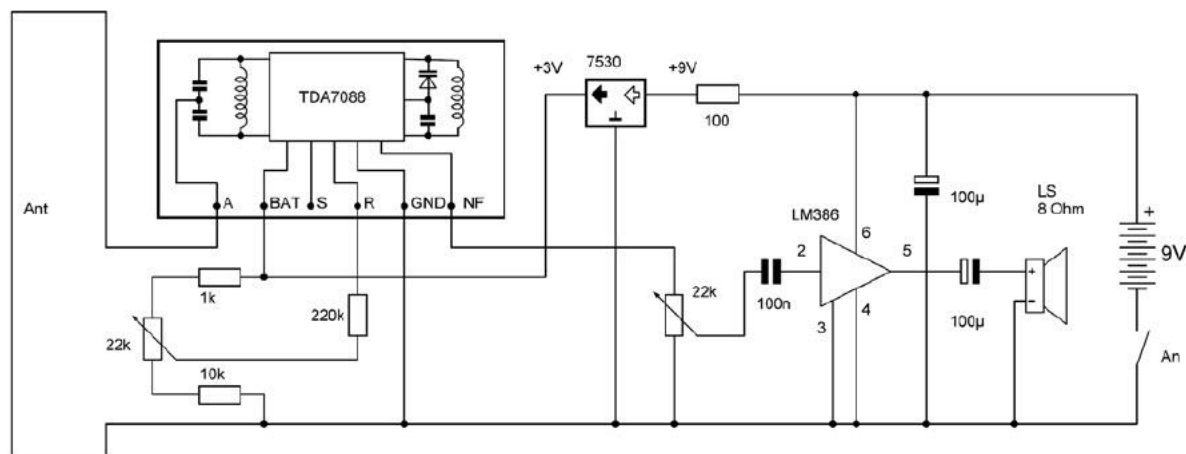 7530
+3V
+9V
TDA7088
100
Ant
A
BAT
S
R
GND
NF
100µ
LS
8 Ohm
LM386
6
+
9V
2
5
1k
220k
22k
100n
+
−
22k
3
4
100µ
An
10k